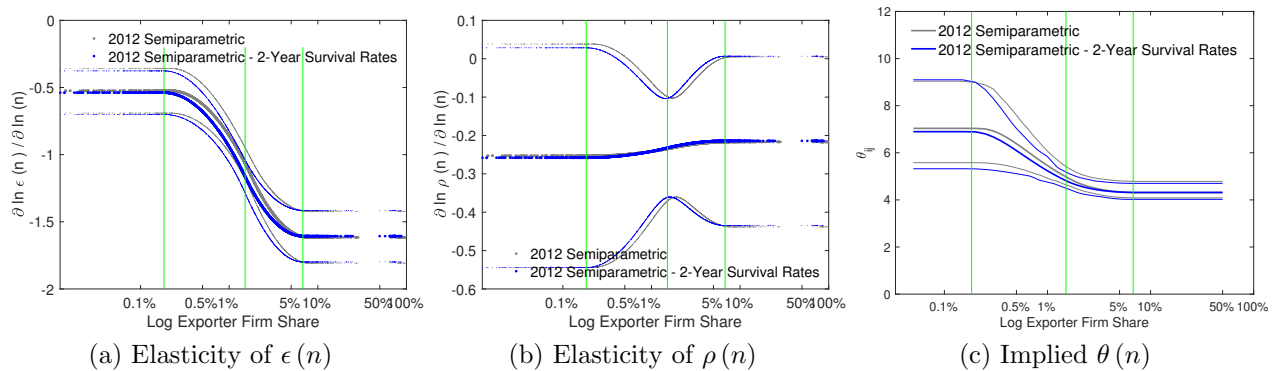 0
-0.5
-1
-1.5
-2
∂ ln ϵ (n) / ∂ ln (n)
2012 Semiparametric
2012 Semiparametric - 2-Year Survival Rates
0.1% 0.5% 1% 5% 10% 50% 100%
Log Exporter Firm Share
(a) Elasticity of ϵ (n)
0.1
0
-0.1
-0.2
-0.3
-0.4
-0.5
-0.6
∂ ln ρ (n) / ∂ ln (n)
2012 Semiparametric
2012 Semiparametric - 2-Year Survival Rates
0.1% 0.5% 1% 5% 10% 50% 100%
Log Exporter Firm Share
(b) Elasticity of ρ (n)
12
10
8
6
4
2
0
θij
2012 Semiparametric
2012 Semiparametric - 2-Year Survival Rates
0.1% 0.5% 1% 5% 10% 50% 100%
Log Exporter Firm Share
(c) Implied θ (n)